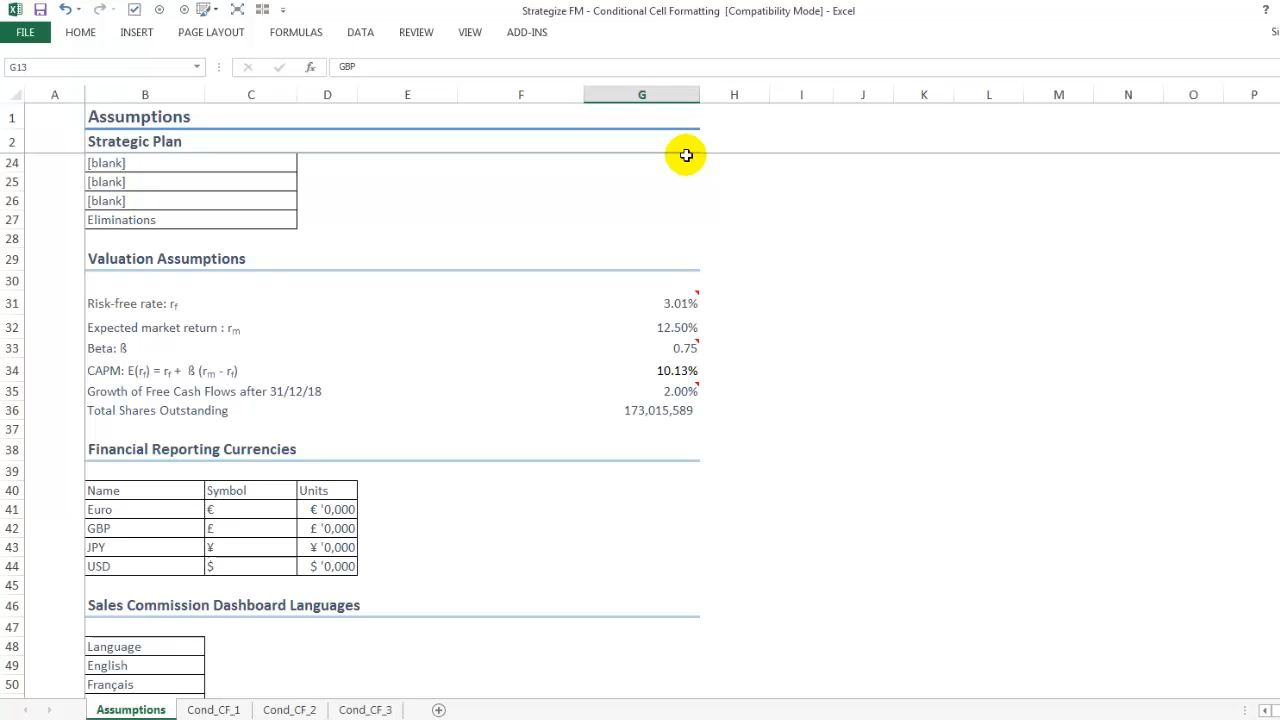 Strategize FM - Conditional Cell Formatting [Compatibility Mode] - Excel
?
FILE HOME INSERT PAGE LAYOUT FORMULAS DATA REVIEW VIEW ADD-INS
G13 fx GBP
A B C D E F G H I J K L M N O P
1 Assumptions
2 Strategic Plan
24 [blank]
25 [blank]
26 [blank]
27 Eliminations
28
29 Valuation Assumptions
30
31 Risk-free rate: rf 3.01%
32 Expected market return : rm 12.50%
33 Beta: ß 0.75
34 CAPM: E(rf) = rf + ß (rm - rf) 10.13%
35 Growth of Free Cash Flows after 31/12/18 2.00%
36 Total Shares Outstanding 173,015,589
37
38 Financial Reporting Currencies
39
40 Name Symbol Units
41 Euro € € '0,000
42 GBP £ £ '0,000
43 JPY ¥ ¥ '0,000
44 USD $ $ '0,000
45
46 Sales Commission Dashboard Languages
47
48 Language
49 English
50 Français
Assumptions Cond_CF_1 Cond_CF_2 Cond_CF_3